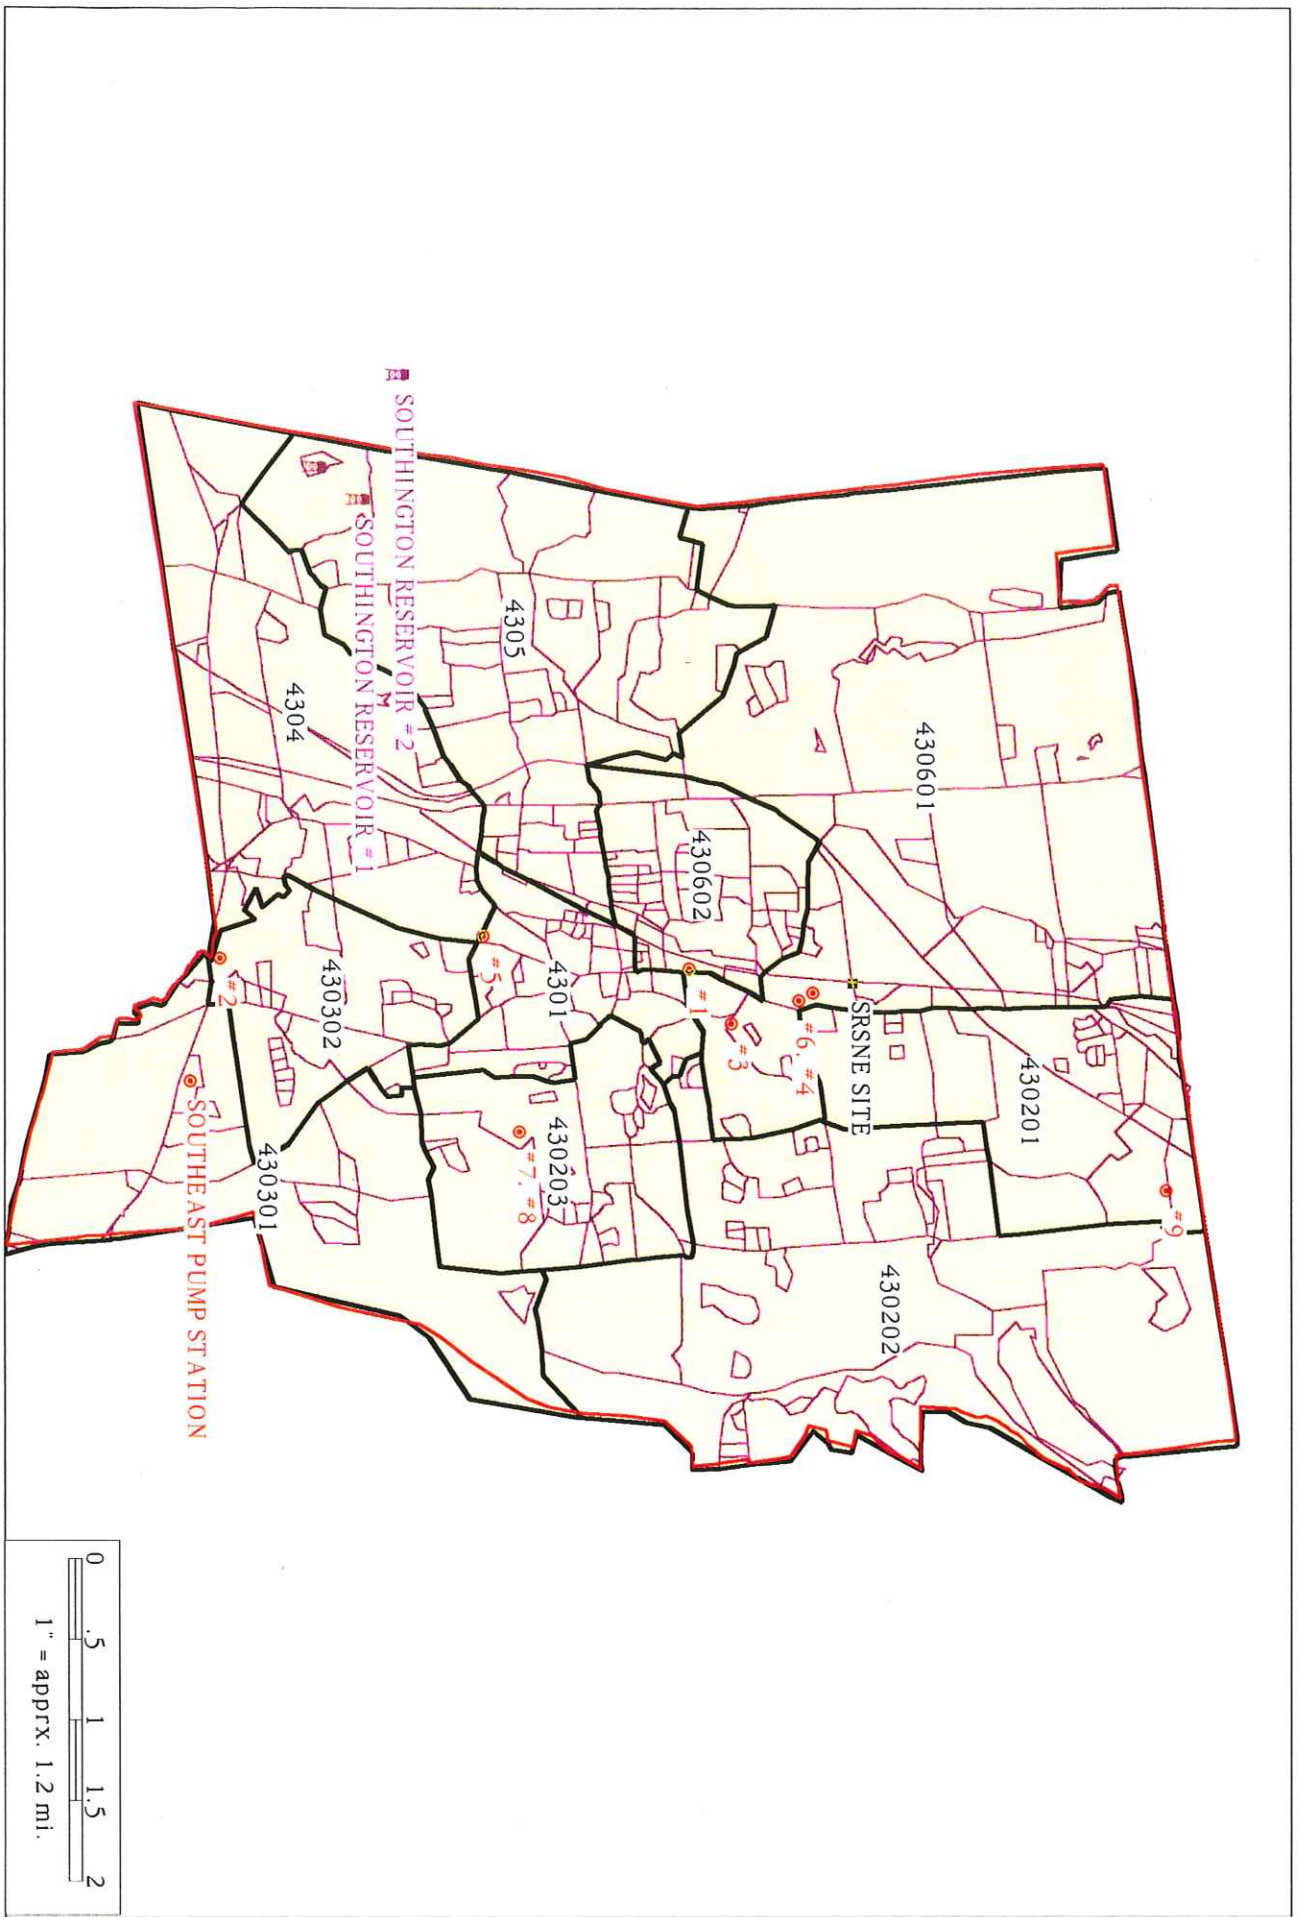 #9
430201
430202
430601
SRSNE SITE
#6, #4
#3
#1
430602
430203
#7, #8
4301
#5
4305
SOUTHINGTON RESERVOIR #2
SOUTHINGTON RESERVOIR #1
4304
430302
430301
#2
SOUTHEAST PUMP STATION
0 .5 1 1.5 2
1" = apprx. 1.2 mi.